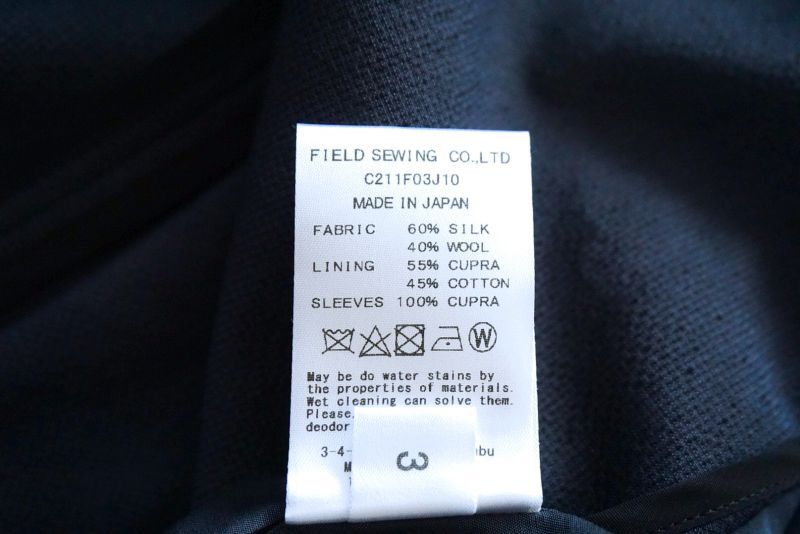 FIELD SEWING CO.,LTD
C211F03J10
MADE IN JAPAN
FABRIC 60% SILK
40% WOOL
LINING 55% CUPRA
45% COTTON
SLEEVES 100% CUPRA
W
May be do water stains by
the properties of materials.
Wet cleaning can solve them.
Please
deodor
3-4-
3